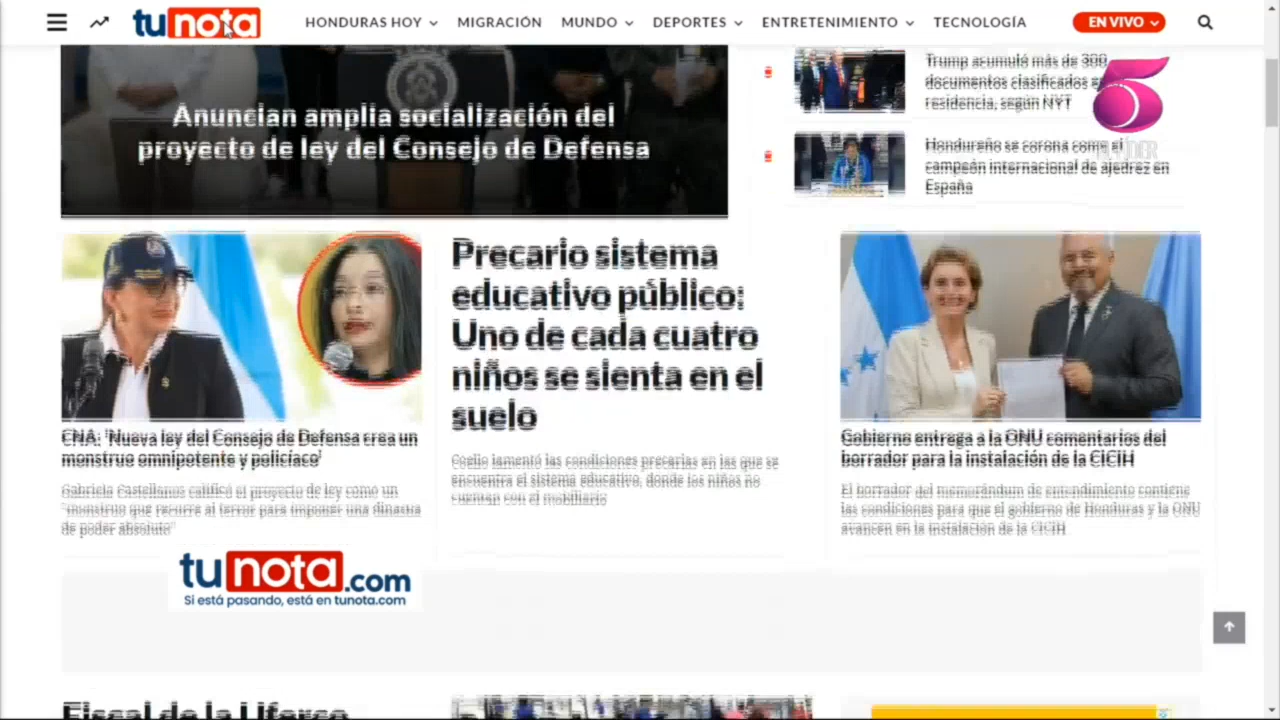 tunota
HONDURAS HOY
MIGRACIÓN
MUNDO
DEPORTES
ENTRETENIMIENTO
TECNOLOGÍA
EN VIVO
Anuncian amplia socialización del
proyecto de ley del Consejo de Defensa
Trump acumuló más de 300
documentos clasificados en
residencia, según NYT
5
Hondureño se corona como el
campeón internacional de ajedrez en
España
CNA: 'Nueva ley del Consejo de Defensa crea un
monstruo omnipotente y policíaco'
Gabriela Castellanos calificó el proyecto de ley como un
"monstruo que recurre al terror para imponer una dinastía
de poder absoluto"
Precario sistema
educativo público:
Uno de cada cuatro
niños se sienta en el
suelo
Coello lamentó las condiciones precarias en las que se
encuentra el sistema educativo, donde los niños no
cuentan con el mobiliario
Gobierno entrega a la ONU comentarios del
borrador para la instalación de la CICIH
El borrador del memorándum de entendimiento contiene
las condiciones para que el gobierno de Honduras y la ONU
avancen en la instalación de la CICIH
tunota.com
Si está pasando, está en tunota.com
Fiscal de la Uferco